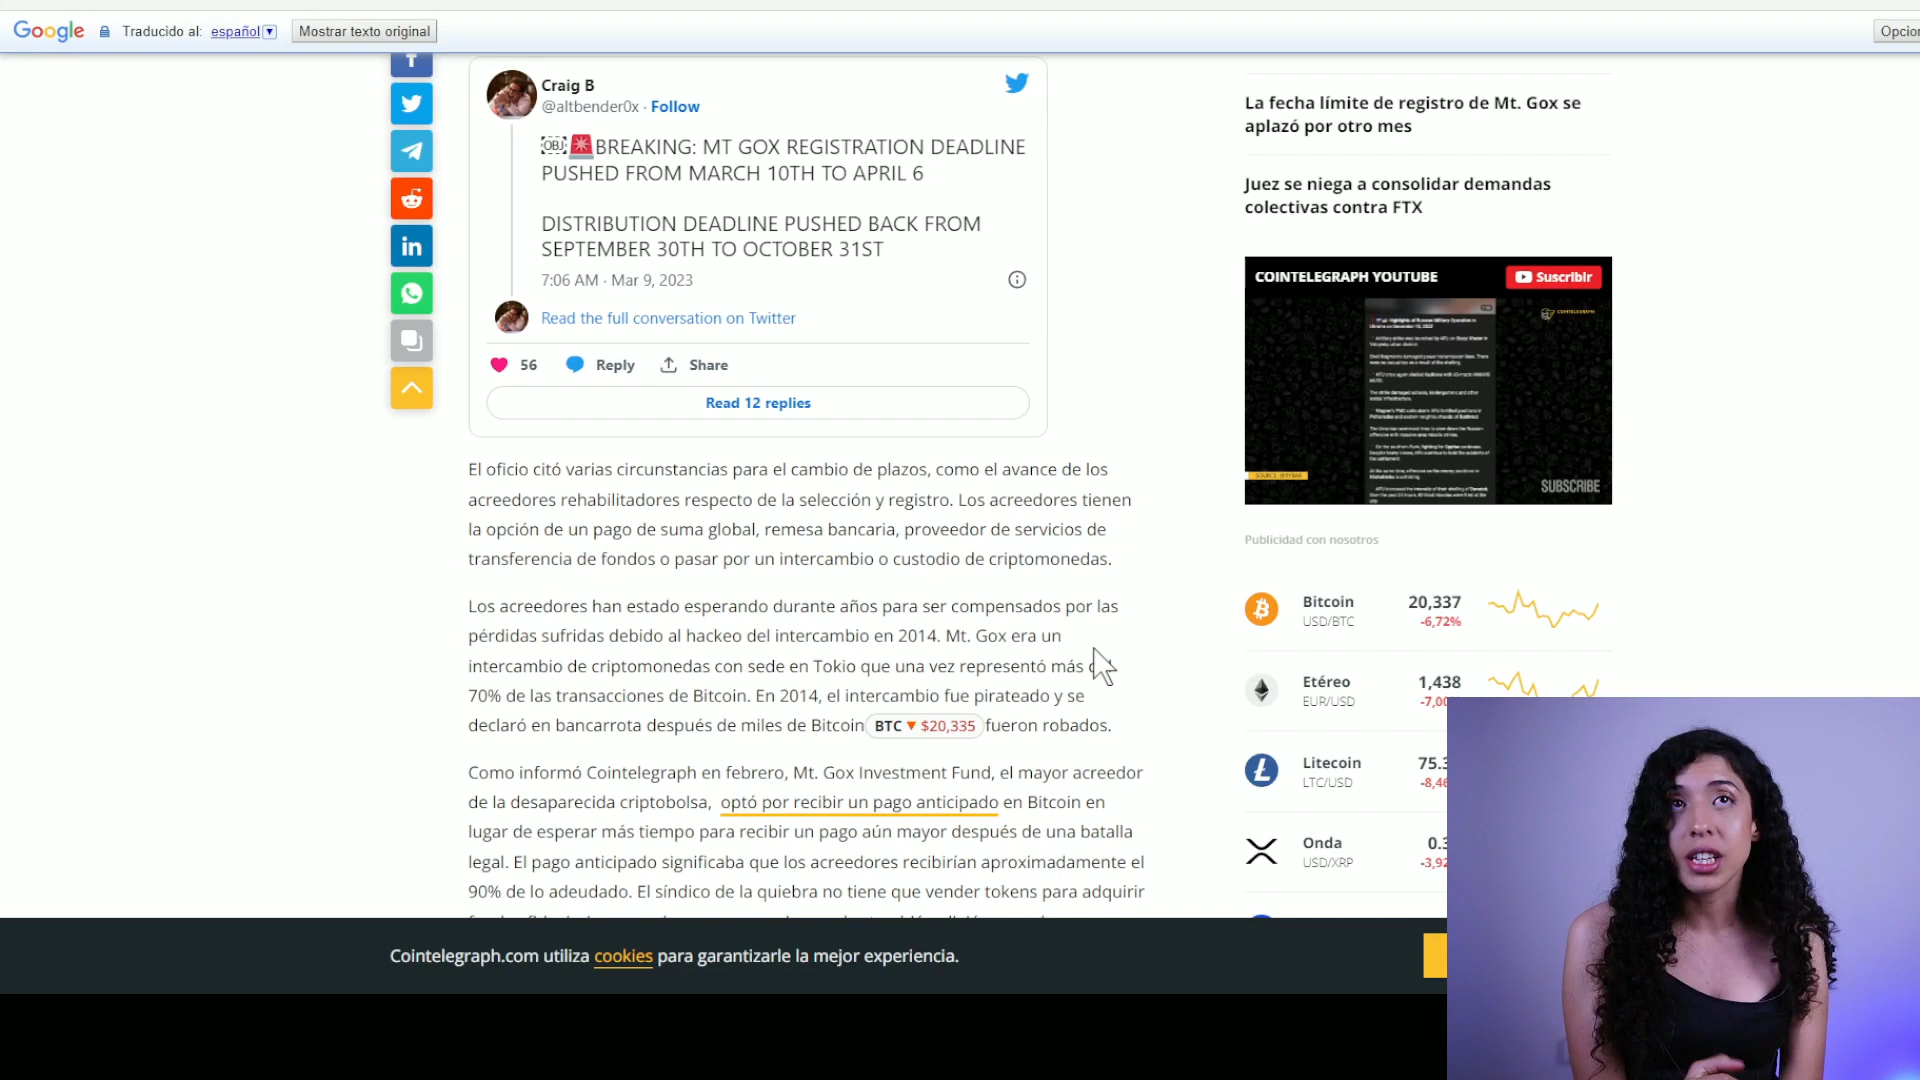 Google Traducido al: español Mostrar texto original Opcion
Craig B
@altbender0x · Follow
BREAKING: MT GOX REGISTRATION DEADLINE
PUSHED FROM MARCH 10TH TO APRIL 6
DISTRIBUTION DEADLINE PUSHED BACK FROM
SEPTEMBER 30TH TO OCTOBER 31ST
7:06 AM · Mar 9, 2023
Read the full conversation on Twitter
56 Reply Share
Read 12 replies
El oficio citó varias circunstancias para el cambio de plazos, como el avance de los
acreedores rehabilitadores respecto de la selección y registro. Los acreedores tienen
la opción de un pago de suma global, remesa bancaria, proveedor de servicios de
transferencia de fondos o pasar por un intercambio o custodio de criptomonedas.
Los acreedores han estado esperando durante años para ser compensados por las
pérdidas sufridas debido al hackeo del intercambio en 2014. Mt. Gox era un
intercambio de criptomonedas con sede en Tokio que una vez representó más
70% de las transacciones de Bitcoin. En 2014, el intercambio fue pirateado y se
declaró en bancarrota después de miles de Bitcoin BTC ▼ $20,335 fueron robados.
Como informó Cointelegraph en febrero, Mt. Gox Investment Fund, el mayor acreedor
de la desaparecida criptobolsa, optó por recibir un pago anticipado en Bitcoin en
lugar de esperar más tiempo para recibir un pago aún mayor después de una batalla
legal. El pago anticipado significaba que los acreedores recibirían aproximadamente el
90% de lo adeudado. El síndico de la quiebra no tiene que vender tokens para adquirir
La fecha límite de registro de Mt. Gox se
aplazó por otro mes
Juez se niega a consolidar demandas
colectivas contra FTX
COINTELEGRAPH YOUTUBE Suscribir
COINTELEGRAPH
SUBSCRIBE
Publicidad con nosotros
Bitcoin 20,337
USD/BTC -6,72%
Etéreo 1,438
EUR/USD -7,00
Litecoin 75.3
LTC/USD -8,46
Onda 0.3
USD/XRP -3,92
Cointelegraph.com utiliza cookies para garantizarle la mejor experiencia.